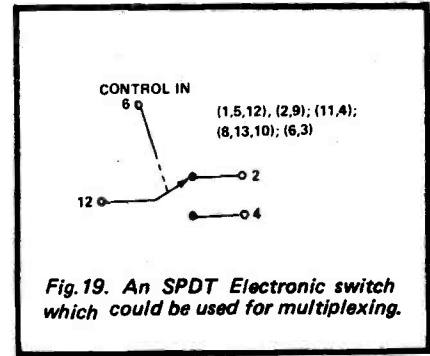 CONTROL IN
6
(1,5,12), (2,9); (11,4);
(8,13,10); (6,3)
12
2
4
Fig. 19. An SPDT Electronic switch
which could be used for multiplexing.